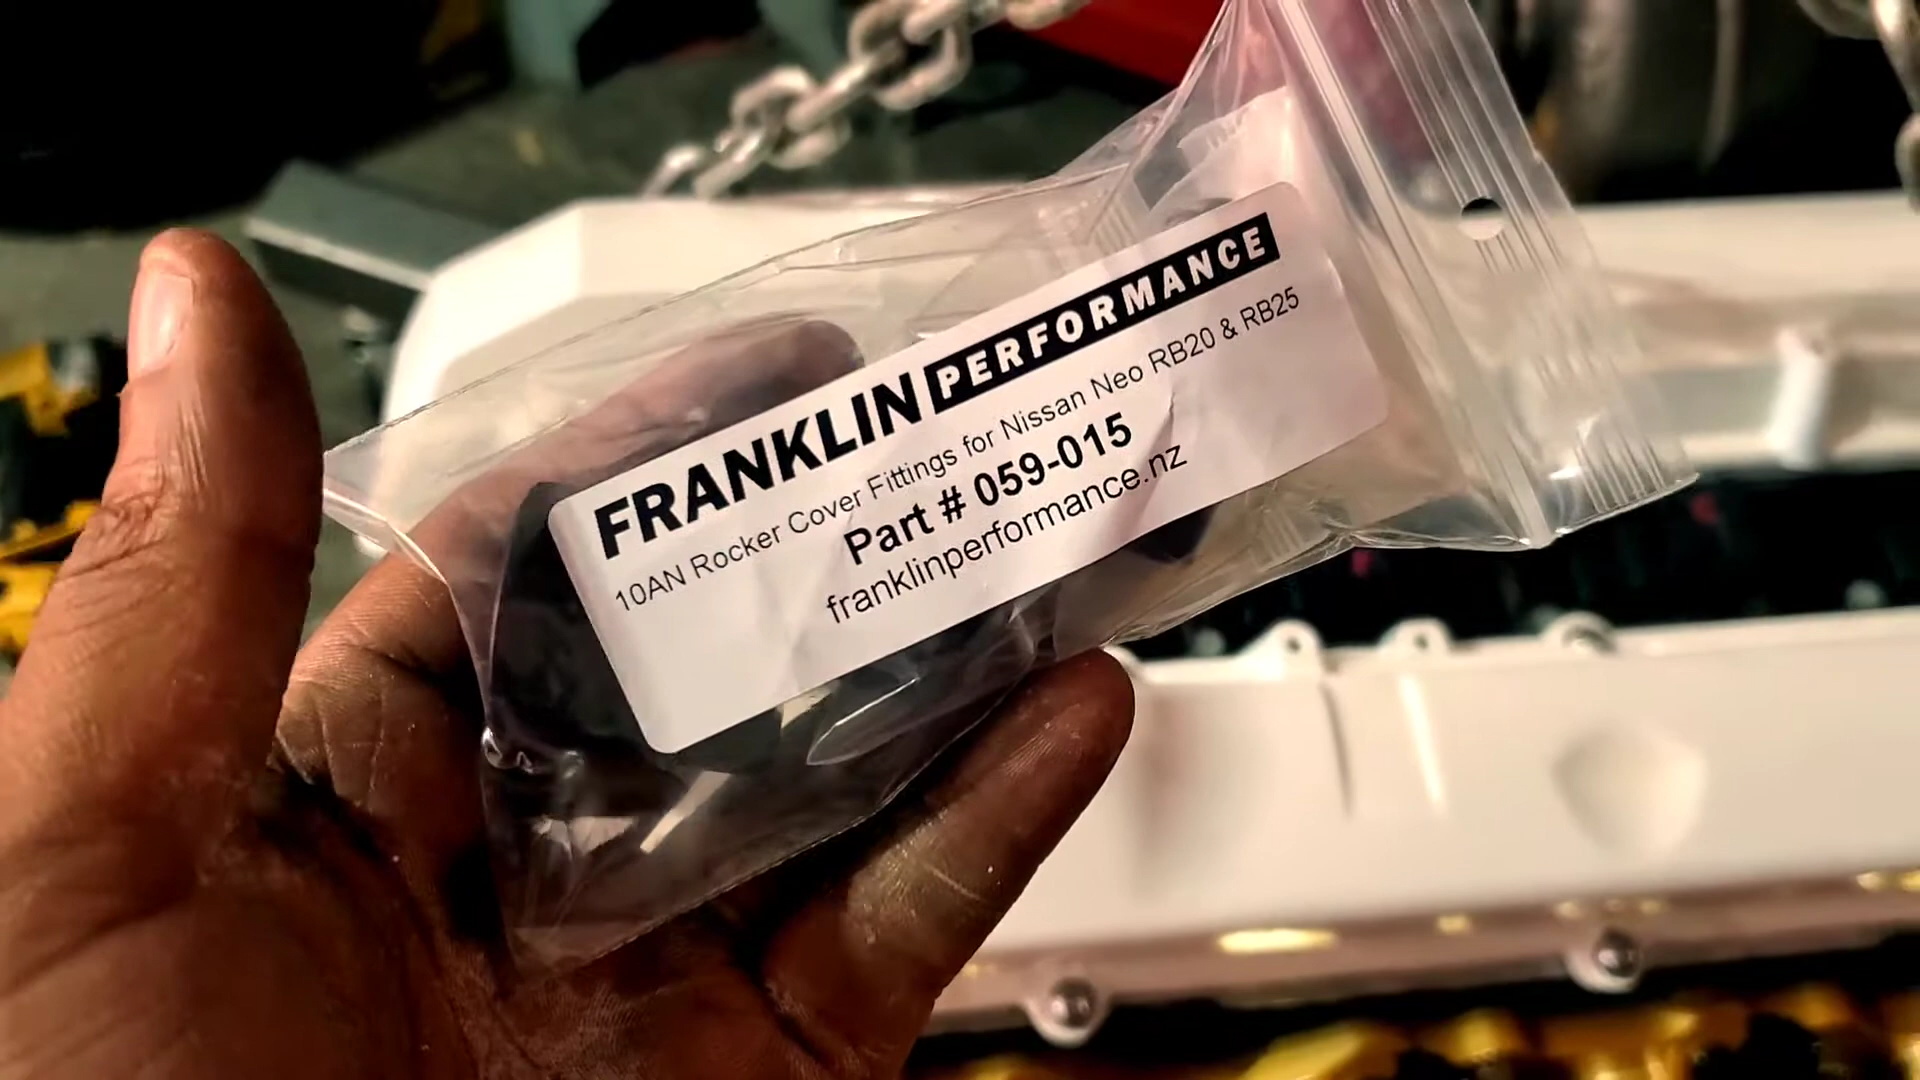 FRANKLIN PERFORMANCE
10AN Rocker Cover Fittings for Nissan Neo RB20 & RB25
Part # 059-015
franklinperformance.nz